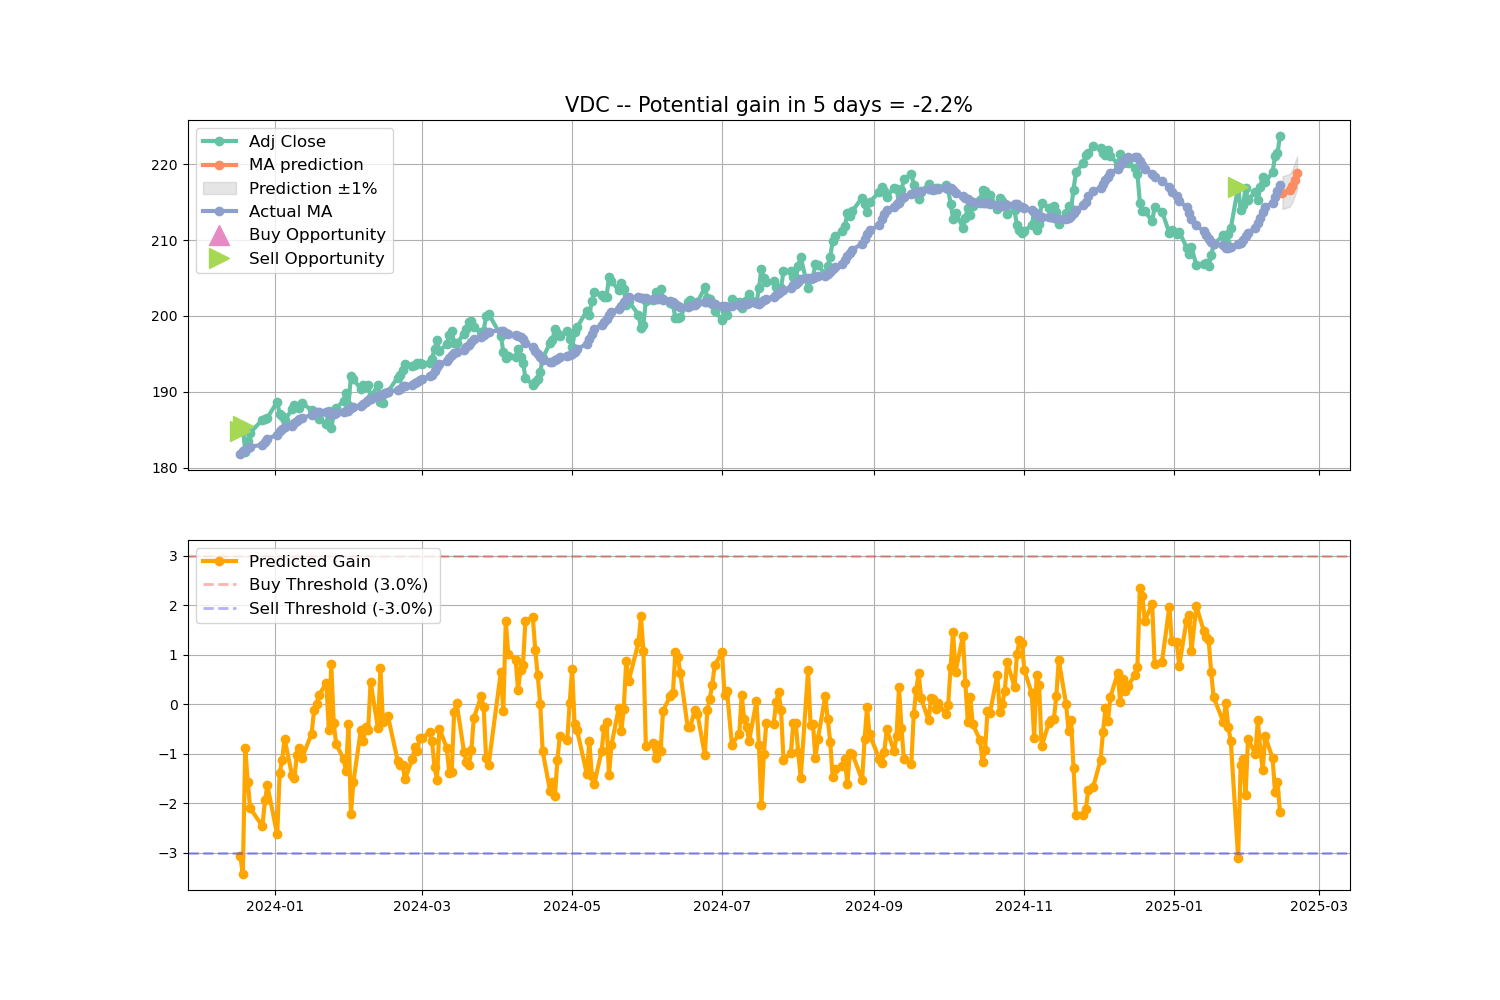 VDC -- Potential gain in 5 days = -2.2%
Adj Close
MA prediction
Prediction ±1%
Actual MA
Buy Opportunity
Sell Opportunity
220
210
200
190
180
Predicted Gain
Buy Threshold (3.0%)
Sell Threshold (-3.0%)
3
2
1
0
−1
−2
−3
2024-01 2024-03 2024-05 2024-07 2024-09 2024-11 2025-01 2025-03